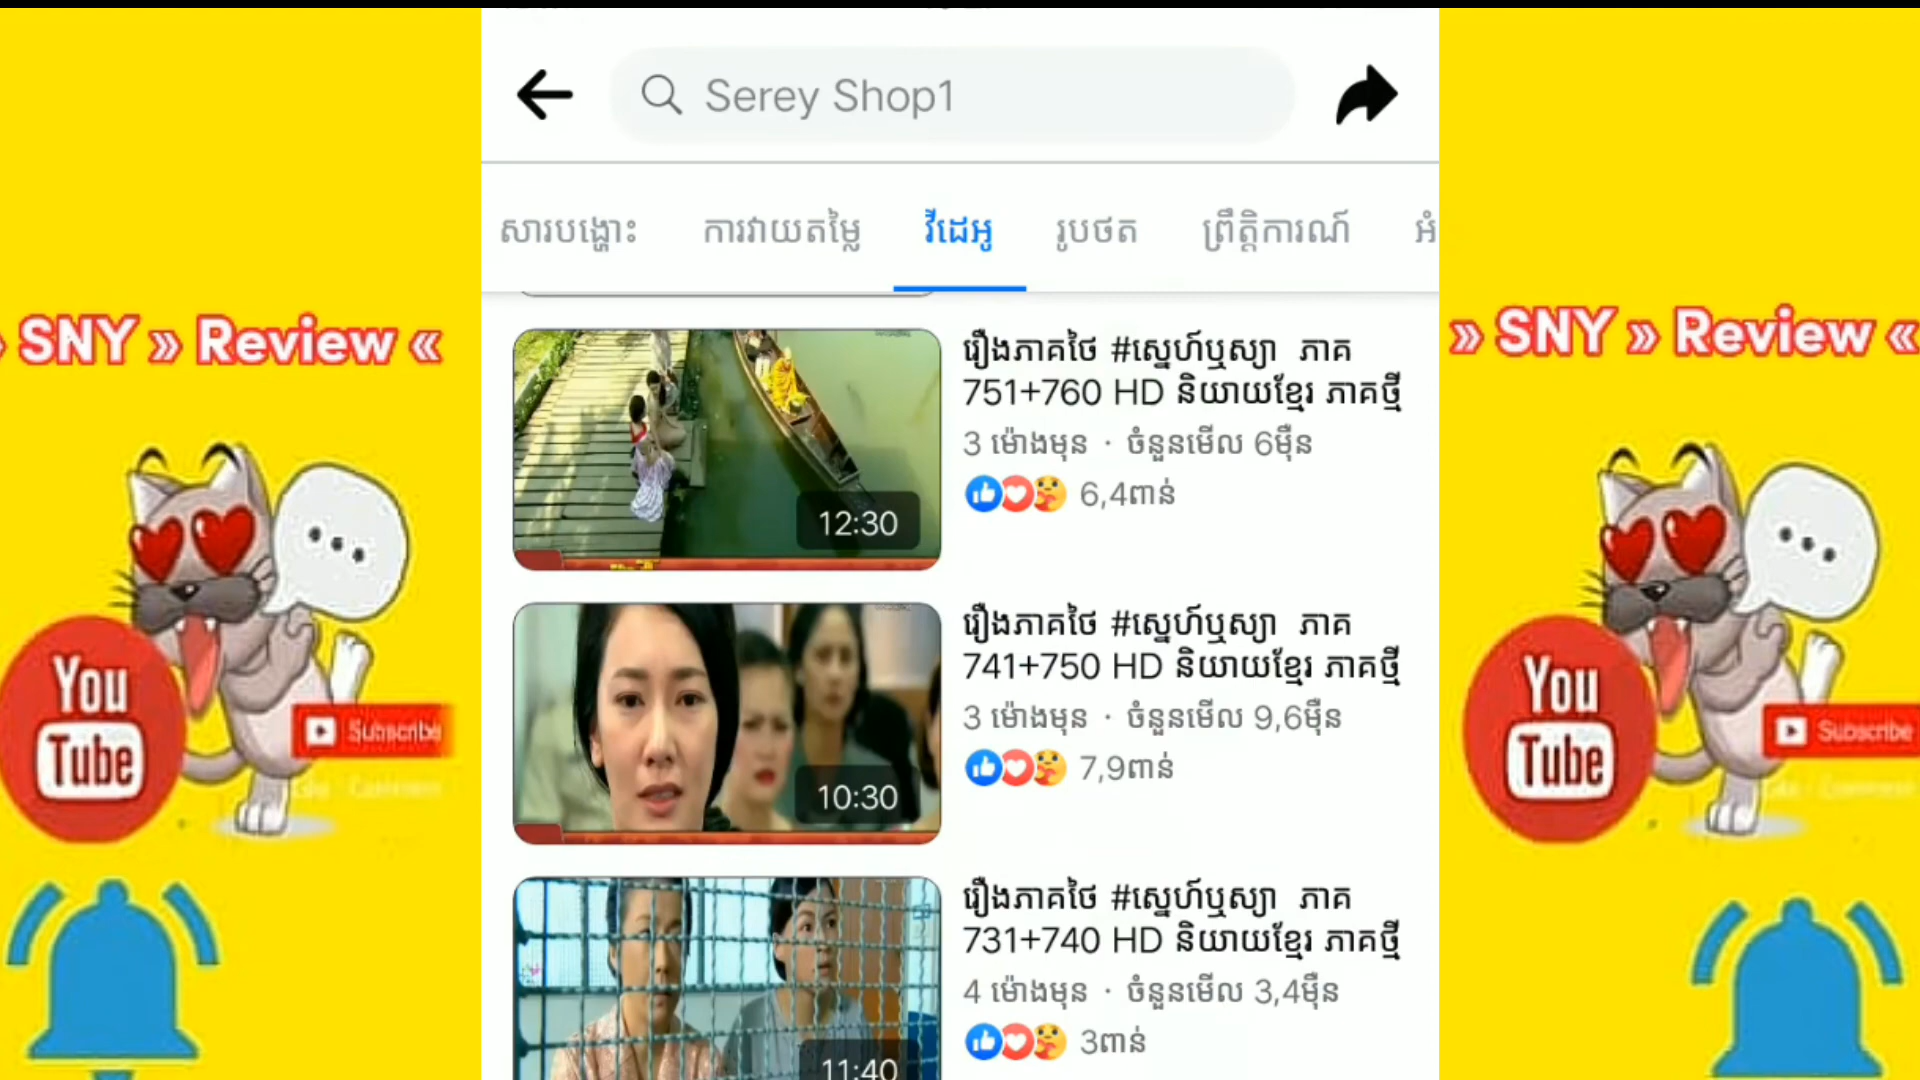 Serey Shop1
សារបង្ហោះ ការវាយតម្លៃ វីដេអូ រូបថត ព្រឹត្តិការណ៍ អំ
» SNY » Review «
» SNY » Review «
រឿងភាគថៃ #ស្នេហ៍ឬស្យា ភាគ
751+760 HD និយាយខ្មែរ ភាគថ្មី
3 ម៉ោងមុន · ចំនួនមើល 6ម៉ឺន
6,4ពាន់
12:30
រឿងភាគថៃ #ស្នេហ៍ឬស្យា ភាគ
741+750 HD និយាយខ្មែរ ភាគថ្មី
3 ម៉ោងមុន · ចំនួនមើល 9,6ម៉ឺន
7,9ពាន់
10:30
រឿងភាគថៃ #ស្នេហ៍ឬស្យា ភាគ
731+740 HD និយាយខ្មែរ ភាគថ្មី
4 ម៉ោងមុន · ចំនួនមើល 3,4ម៉ឺន
3ពាន់
11:40
You
Tube
Subscribe
You
Tube
Subscribe